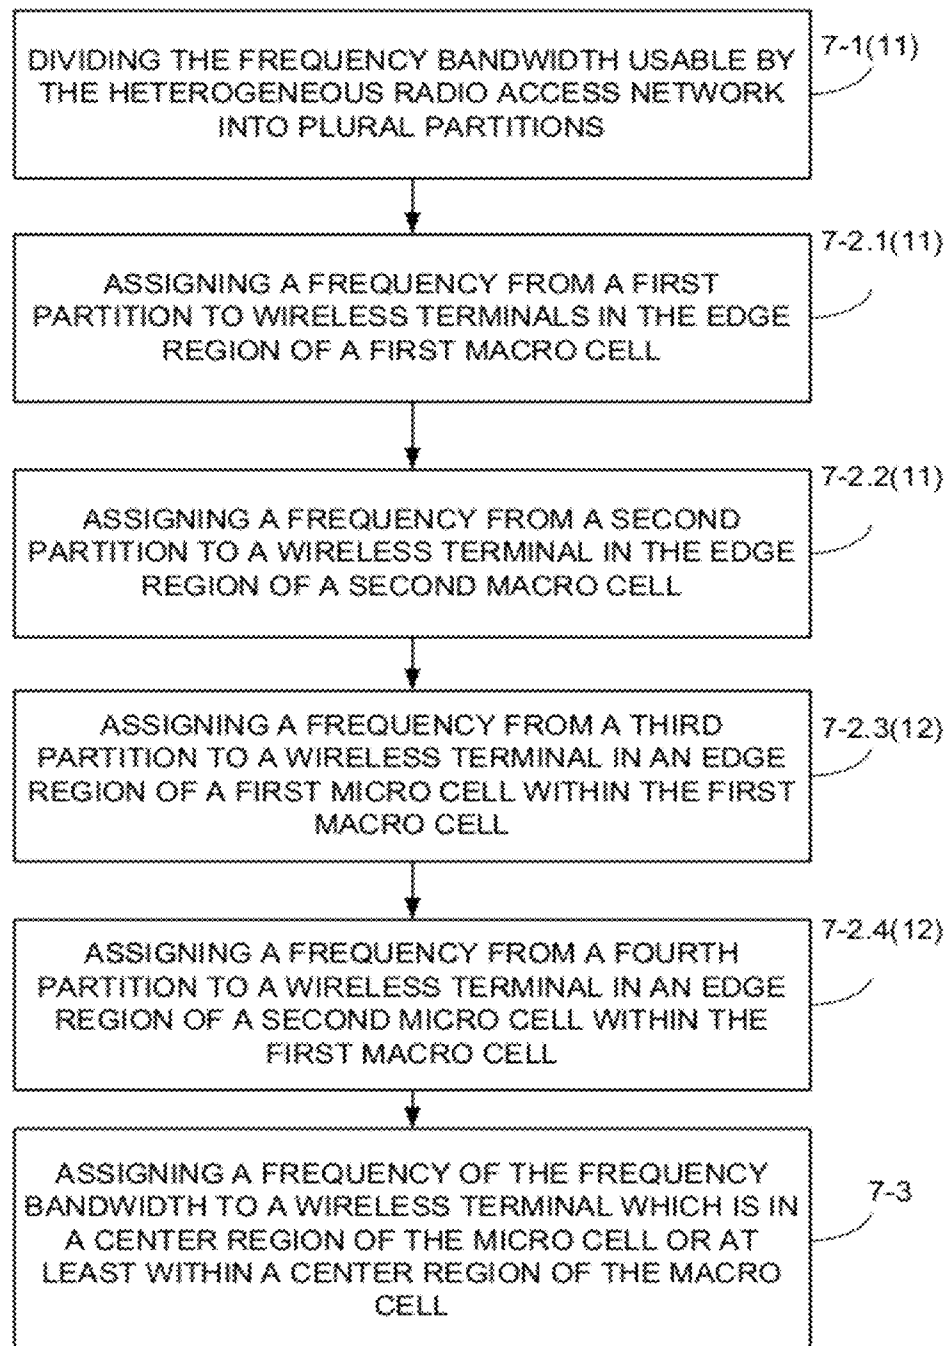 DIVIDING THE FREQUENCY BANDWIDTH USABLE BY
THE HETEROGENEOUS RADIO ACCESS NETWORK
INTO PLURAL PARTITIONS
7-1(11)
ASSIGNING A FREQUENCY FROM A FIRST
PARTITION TO WIRELESS TERMINALS IN THE EDGE
REGION OF A FIRST MACRO CELL
7-2.1(11)
ASSIGNING A FREQUENCY FROM A SECOND
PARTITION TO A WIRELESS TERMINAL IN THE EDGE
REGION OF A SECOND MACRO CELL
7-2.2(11)
ASSIGNING A FREQUENCY FROM A THIRD
PARTITION TO A WIRELESS TERMINAL IN AN EDGE
REGION OF A FIRST MICRO CELL WITHIN THE FIRST
MACRO CELL
7-2.3(12)
ASSIGNING A FREQUENCY FROM A FOURTH
PARTITION TO A WIRELESS TERMINAL IN AN EDGE
REGION OF A SECOND MICRO CELL WITHIN THE
FIRST MACRO CELL
7-2.4(12)
ASSIGNING A FREQUENCY OF THE FREQUENCY
BANDWIDTH TO A WIRELESS TERMINAL WHICH IS IN
A CENTER REGION OF THE MICRO CELL OR AT
LEAST WITHIN A CENTER REGION OF THE MACRO
CELL
7-3